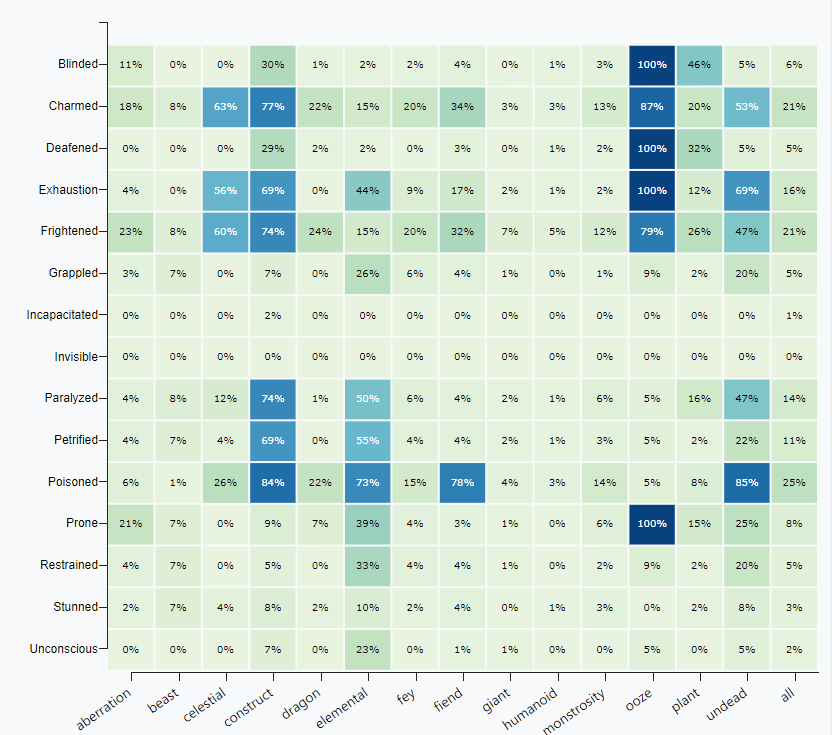 Blinded 11% 0% 0% 30% 1% 2% 2% 4% 0% 1% 3% 100% 46% 5% 6%
Charmed 18% 8% 63% 77% 22% 15% 20% 34% 3% 3% 13% 87% 20% 53% 21%
Deafened 0% 0% 0% 29% 2% 2% 0% 3% 0% 1% 2% 100% 32% 5% 5%
Exhaustion 4% 0% 56% 69% 0% 44% 9% 17% 2% 1% 2% 100% 12% 69% 16%
Frightened 23% 8% 60% 74% 24% 15% 20% 32% 7% 5% 12% 79% 26% 47% 21%
Grappled 3% 7% 0% 7% 0% 26% 6% 4% 1% 0% 1% 9% 2% 20% 5%
Incapacitated 0% 0% 0% 2% 0% 0% 0% 0% 0% 0% 0% 0% 0% 0% 1%
Invisible 0% 0% 0% 0% 0% 0% 0% 0% 0% 0% 0% 0% 0% 0% 0%
Paralyzed 4% 8% 12% 74% 1% 50% 6% 4% 2% 1% 6% 5% 16% 47% 14%
Petrified 4% 7% 4% 69% 0% 55% 4% 4% 2% 1% 3% 5% 2% 22% 11%
Poisoned 6% 1% 26% 84% 22% 73% 15% 78% 4% 3% 14% 5% 8% 85% 25%
Prone 21% 7% 0% 9% 7% 39% 4% 3% 1% 0% 6% 100% 15% 25% 8%
Restrained 4% 7% 0% 5% 0% 33% 4% 4% 1% 0% 2% 9% 2% 20% 5%
Stunned 2% 7% 4% 8% 2% 10% 2% 4% 0% 1% 3% 0% 2% 8% 3%
Unconscious 0% 0% 0% 7% 0% 23% 0% 1% 1% 0% 0% 5% 0% 5% 2%
aberration beast celestial construct dragon elemental fey fiend giant humanoid monstrosity ooze plant undead all